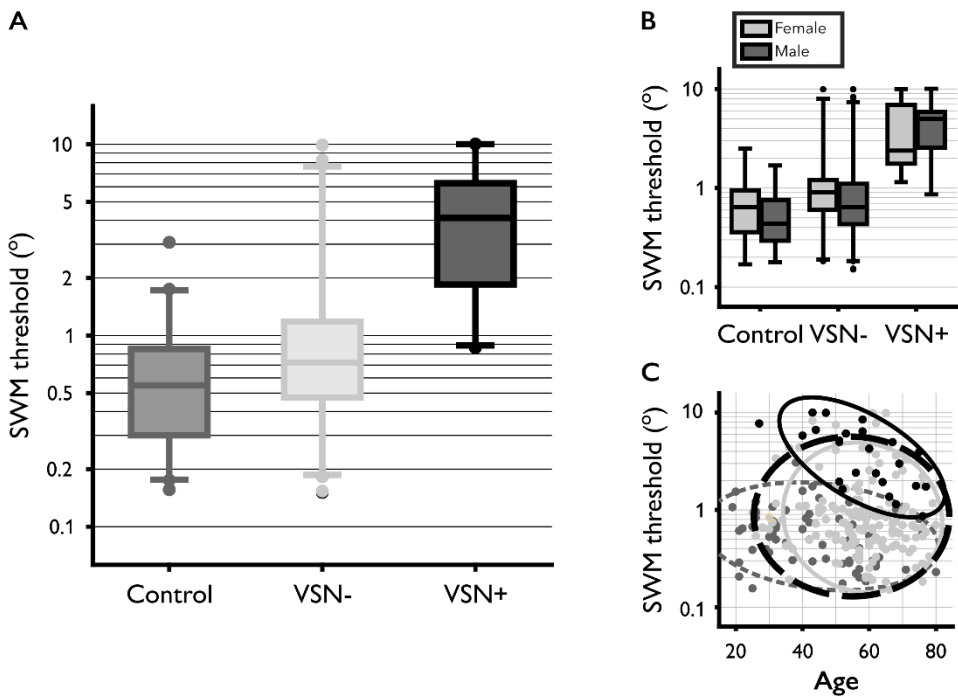 A
SWM threshold (°)
10
5
2
1
0.5
0.2
0.1
Control VSN- VSN+
B
Female
Male
SWM threshold (°)
10
1
0.1
Control VSN- VSN+
C
SWM threshold (°)
10
1
0.1
20 40 60 80
Age